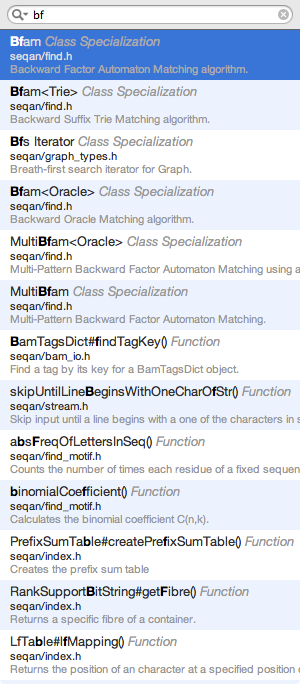 bf
Bfam Class Specialization
seqan/find.h
Backward Factor Automaton Matching algorithm.
Bfam<Trie> Class Specialization
seqan/find.h
Backward Suffix Trie Matching algorithm.
Bfs Iterator Class Specialization
seqan/graph_types.h
Breath-first search iterator for Graph.
Bfam<Oracle> Class Specialization
seqan/find.h
Backward Oracle Matching algorithm.
MultiBfam<Oracle> Class Specialization
seqan/find.h
Multi-Pattern Backward Factor Automaton Matching using a
MultiBfam Class Specialization
seqan/find.h
Multi-Pattern Backward Factor Automaton Matching.
BamTagsDict#findTagKey() Function
seqan/bam_io.h
Find a tag by its key for a BamTagsDict object.
skipUntilLineBeginsWithOneCharOfStr() Function
seqan/stream.h
Skip input until a line begins with a one of the characters in s
absFreqOfLettersInSeq() Function
seqan/find_motif.h
Counts the number of times each residue of a fixed sequen
binomialCoefficient() Function
seqan/find_motif.h
Calculates the binomial coefficient C(n,k).
PrefixSumTable#createPrefixSumTable() Function
seqan/index.h
Creates the prefix sum table
RankSupportBitString#getFibre() Function
seqan/index.h
Returns a specific fibre of a container.
LfTable#lfMapping() Function
seqan/index.h
Returns the position of an character at a specified position o